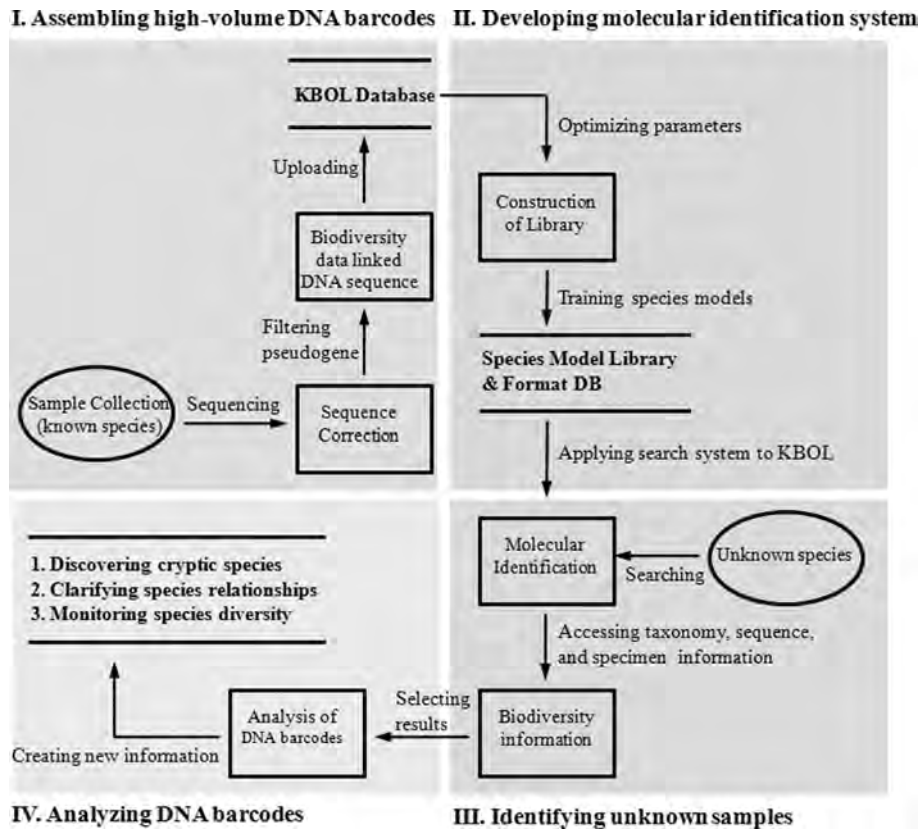 I. Assembling high-volume DNA barcodes
II. Developing molecular identification system
KBOL Database
Uploading
Biodiversity
data linked
DNA sequence
Filtering
pseudogene
Sample Collection
(known species)
Sequencing
Sequence
Correction
Optimizing parameters
Construction
of Library
Training species models
Species Model Library
& Format DB
Applying search system to KBOL
Molecular
Identification
Searching
Unknown species
Accessing taxonomy, sequence,
and specimen information
Biodiversity
information
Selecting
results
Analysis of
DNA barcodes
Creating new information
1. Discovering cryptic species
2. Clarifying species relationships
3. Monitoring species diversity
IV. Analyzing DNA barcodes
III. Identifying unknown samples